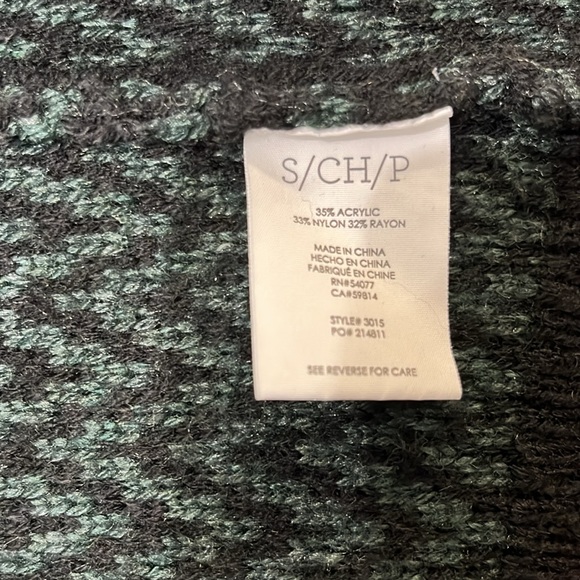 S/CH/P
35% ACRYLIC
33% NYLON 32% RAYON
MADE IN CHINA
HECHO EN CHINA
FABRIQUÉ EN CHINE
RN#54077
CA#59814
STYLE# 3015
PO# 214811
SEE REVERSE FOR CARE